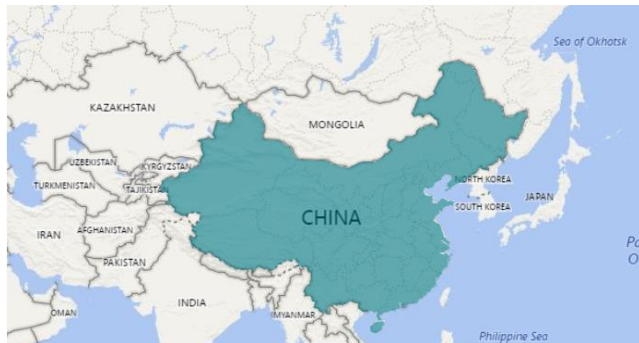 Sea of Okhotsk
KAZAKHSTAN
MONGOLIA
UZBEKISTAN
KYRGYZSTAN
TURKMENISTAN
TAJIKISTAN
NORTH KOREA
JAPAN
SOUTH KOREA
CHINA
IRAN
AFGHANISTAN
PAKISTAN
Pa
O
INDIA
OMAN
MYANMAR
Philippine Sea